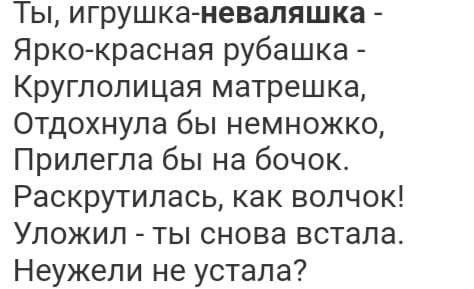 Ты, игрушка-неваляшка -
Ярко-красная рубашка -
Круглолицая матрешка,
Отдохнула бы немножко,
Прилегла бы на бочок.
Раскрутилась, как волчок!
Уложил - ты снова встала.
Неужели не устала?